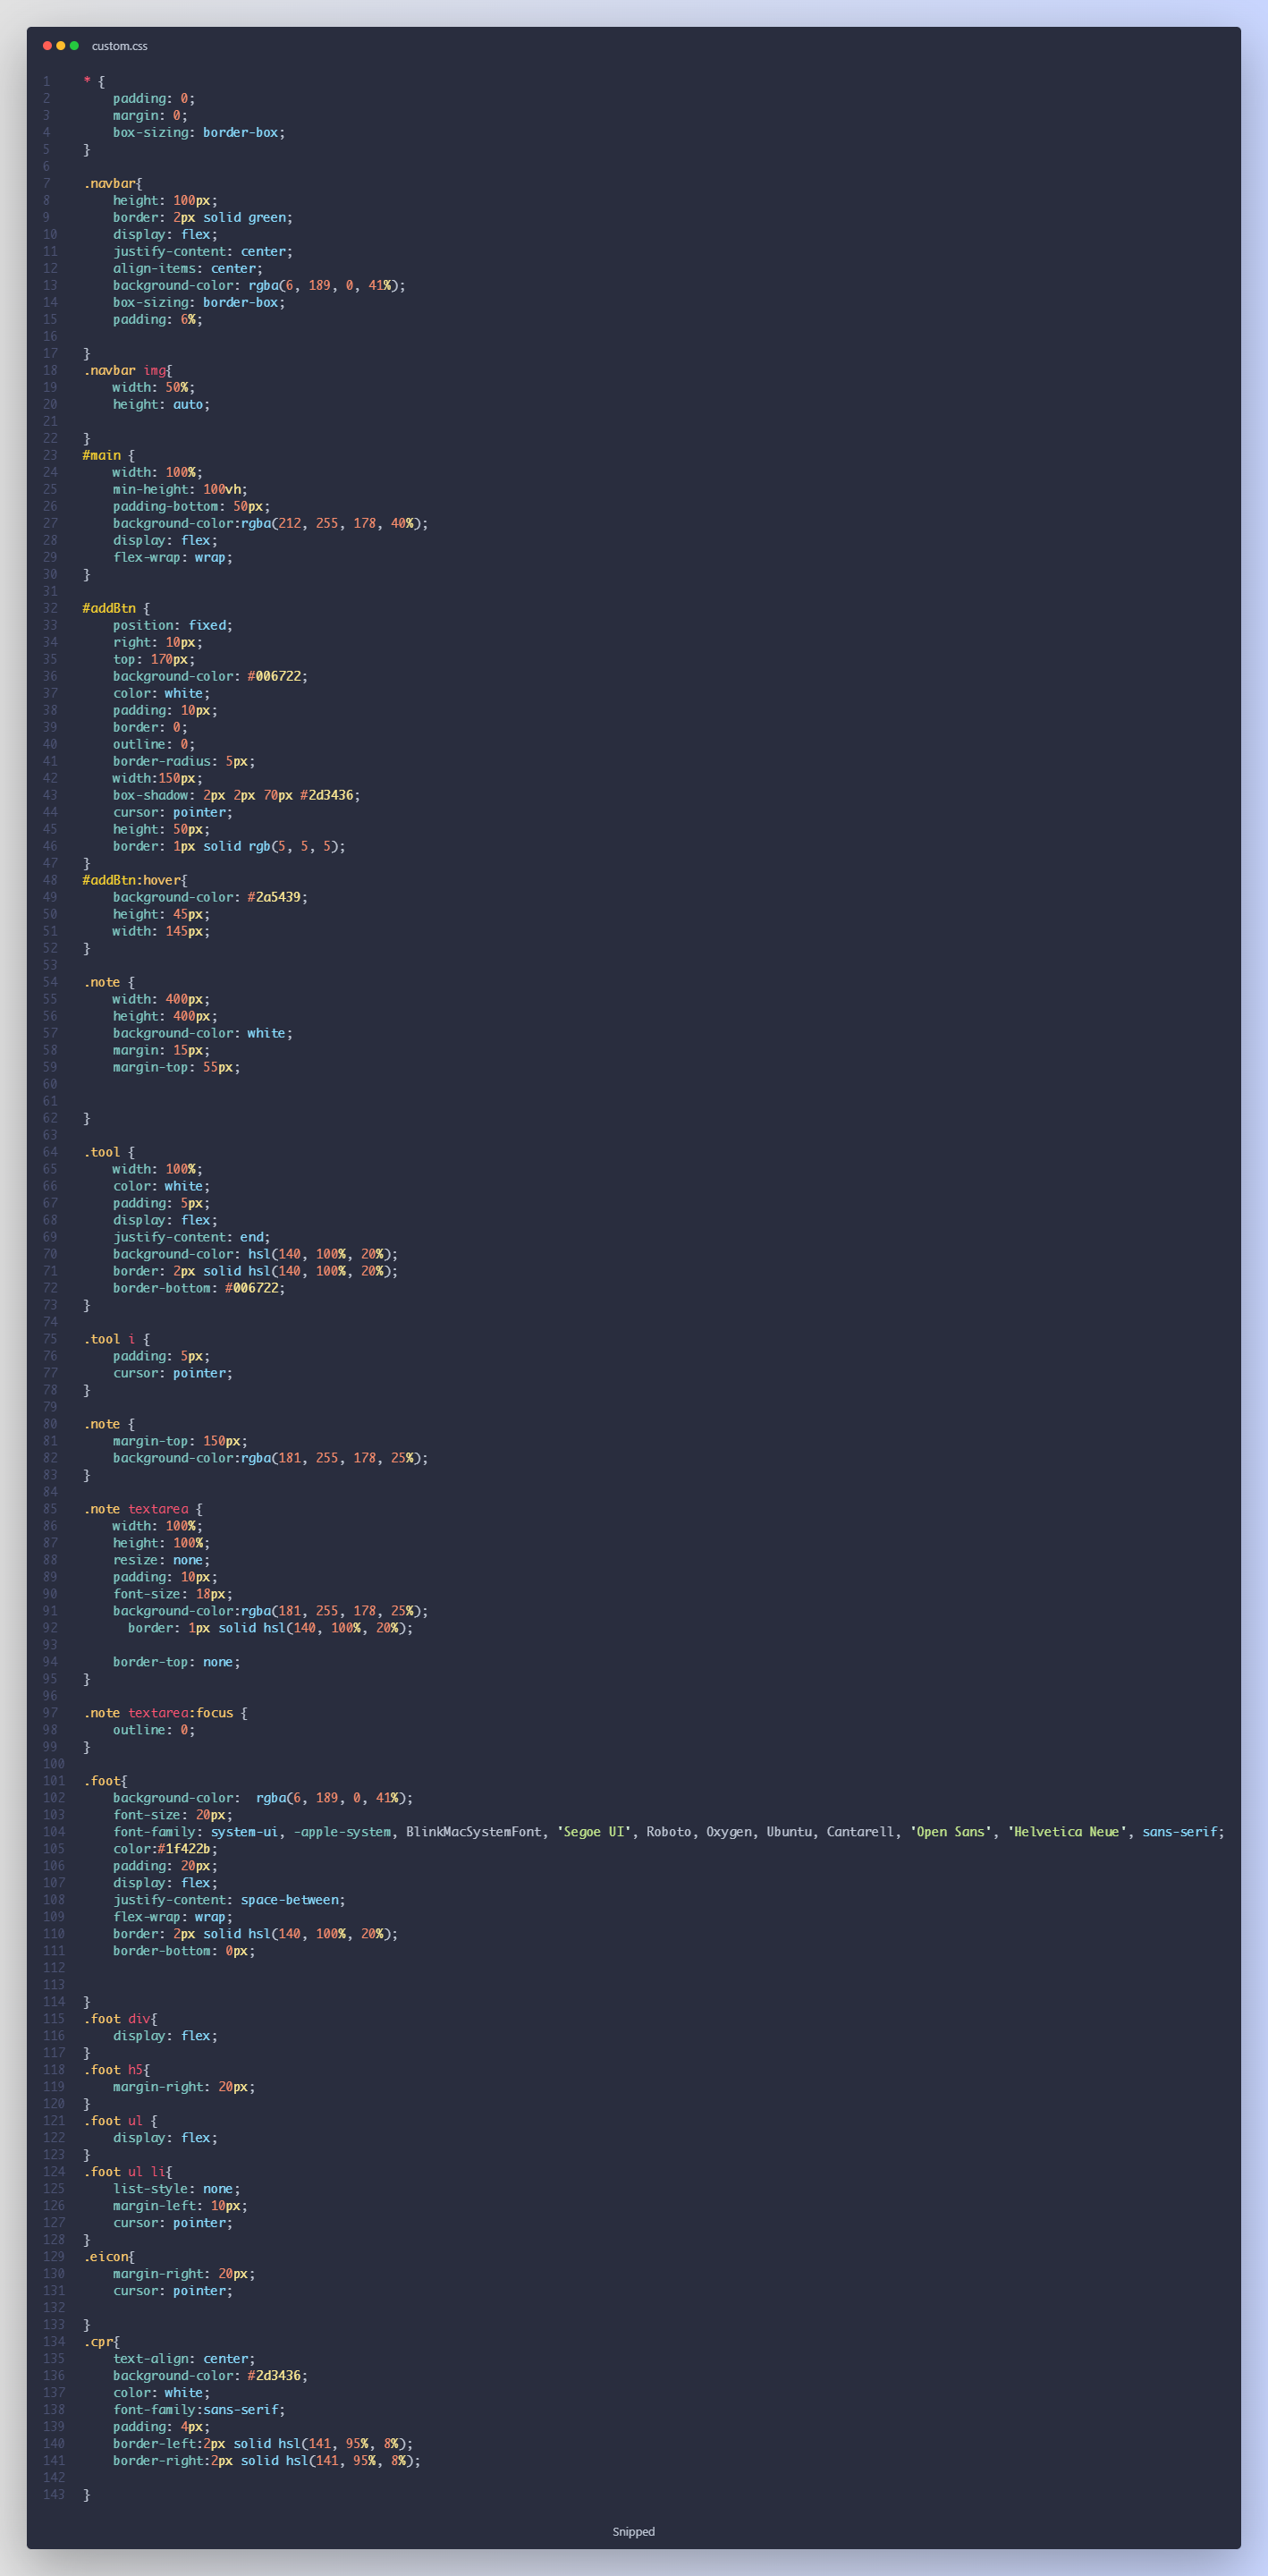 custom.css
1 * {
2     padding: 0;
3     margin: 0;
4     box-sizing: border-box;
5 }
6
7 .navbar{
8     height: 100px;
9     border: 2px solid green;
10     display: flex;
11     justify-content: center;
12     align-items: center;
13     background-color: rgba(6, 189, 0, 41%);
14     box-sizing: border-box;
15     padding: 6%;
16
17 }
18 .navbar img{
19     width: 50%;
20     height: auto;
21
22 }
23 #main {
24     width: 100%;
25     min-height: 100vh;
26     padding-bottom: 50px;
27     background-color:rgba(212, 255, 178, 40%);
28     display: flex;
29     flex-wrap: wrap;
30 }
31
32 #addBtn {
33     position: fixed;
34     right: 10px;
35     top: 170px;
36     background-color: #006722;
37     color: white;
38     padding: 10px;
39     border: 0;
40     outline: 0;
41     border-radius: 5px;
42     width:150px;
43     box-shadow: 2px 2px 70px #2d3436;
44     cursor: pointer;
45     height: 50px;
46     border: 1px solid rgb(5, 5, 5);
47 }
48 #addBtn:hover{
49     background-color: #2a5439;
50     height: 45px;
51     width: 145px;
52 }
53
54 .note {
55     width: 400px;
56     height: 400px;
57     background-color: white;
58     margin: 15px;
59     margin-top: 55px;
60
61
62 }
63
64 .tool {
65     width: 100%;
66     color: white;
67     padding: 5px;
68     display: flex;
69     justify-content: end;
70     background-color: hsl(140, 100%, 20%);
71     border: 2px solid hsl(140, 100%, 20%);
72     border-bottom: #006722;
73 }
74
75 .tool i {
76     padding: 5px;
77     cursor: pointer;
78 }
79
80 .note {
81     margin-top: 150px;
82     background-color:rgba(181, 255, 178, 25%);
83 }
84
85 .note textarea {
86     width: 100%;
87     height: 100%;
88     resize: none;
89     padding: 10px;
90     font-size: 18px;
91     background-color:rgba(181, 255, 178, 25%);
92       border: 1px solid hsl(140, 100%, 20%);
93
94     border-top: none;
95 }
96
97 .note textarea:focus {
98     outline: 0;
99 }
100
101 .foot{
102     background-color:  rgba(6, 189, 0, 41%);
103     font-size: 20px;
104     font-family: system-ui, -apple-system, BlinkMacSystemFont, 'Segoe UI', Roboto, Oxygen, Ubuntu, Cantarell, 'Open Sans', 'Helvetica Neue', sans-serif;
105     color:#1f422b;
106     padding: 20px;
107     display: flex;
108     justify-content: space-between;
109     flex-wrap: wrap;
110     border: 2px solid hsl(140, 100%, 20%);
111     border-bottom: 0px;
112
113
114 }
115 .foot div{
116     display: flex;
117 }
118 .foot h5{
119     margin-right: 20px;
120 }
121 .foot ul {
122     display: flex;
123 }
124 .foot ul li{
125     list-style: none;
126     margin-left: 10px;
127     cursor: pointer;
128 }
129 .eicon{
130     margin-right: 20px;
131     cursor: pointer;
132
133 }
134 .cpr{
135     text-align: center;
136     background-color: #2d3436;
137     color: white;
138     font-family:sans-serif;
139     padding: 4px;
140     border-left:2px solid hsl(141, 95%, 8%);
141     border-right:2px solid hsl(141, 95%, 8%);
142
143 }
Snipped